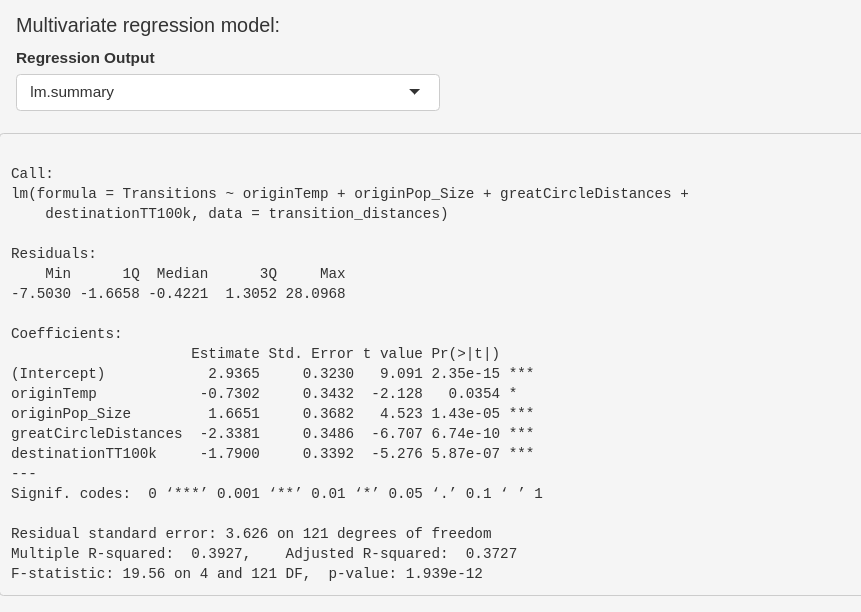 Multivariate regression model:
Regression Output
lm.summary
Call:
lm(formula = Transitions ~ originTemp + originPop_Size + greatCircleDistances +
    destinationTT100k, data = transition_distances)
Residuals:
    Min      1Q  Median      3Q     Max
-7.5030 -1.6658 -0.4221  1.3052 28.0968
Coefficients:
                     Estimate Std. Error t value Pr(>|t|)
(Intercept)            2.9365     0.3230   9.091 2.35e-15 ***
originTemp            -0.7302     0.3432  -2.128   0.0354 *
originPop_Size         1.6651     0.3682   4.523 1.43e-05 ***
greatCircleDistances  -2.3381     0.3486  -6.707 6.74e-10 ***
destinationTT100k     -1.7900     0.3392  -5.276 5.87e-07 ***
---
Signif. codes:  0 ‘***’ 0.001 ‘**’ 0.01 ‘*’ 0.05 ‘.’ 0.1 ‘ ’ 1
Residual standard error: 3.626 on 121 degrees of freedom
Multiple R-squared:  0.3927,    Adjusted R-squared:  0.3727
F-statistic: 19.56 on 4 and 121 DF,  p-value: 1.939e-12